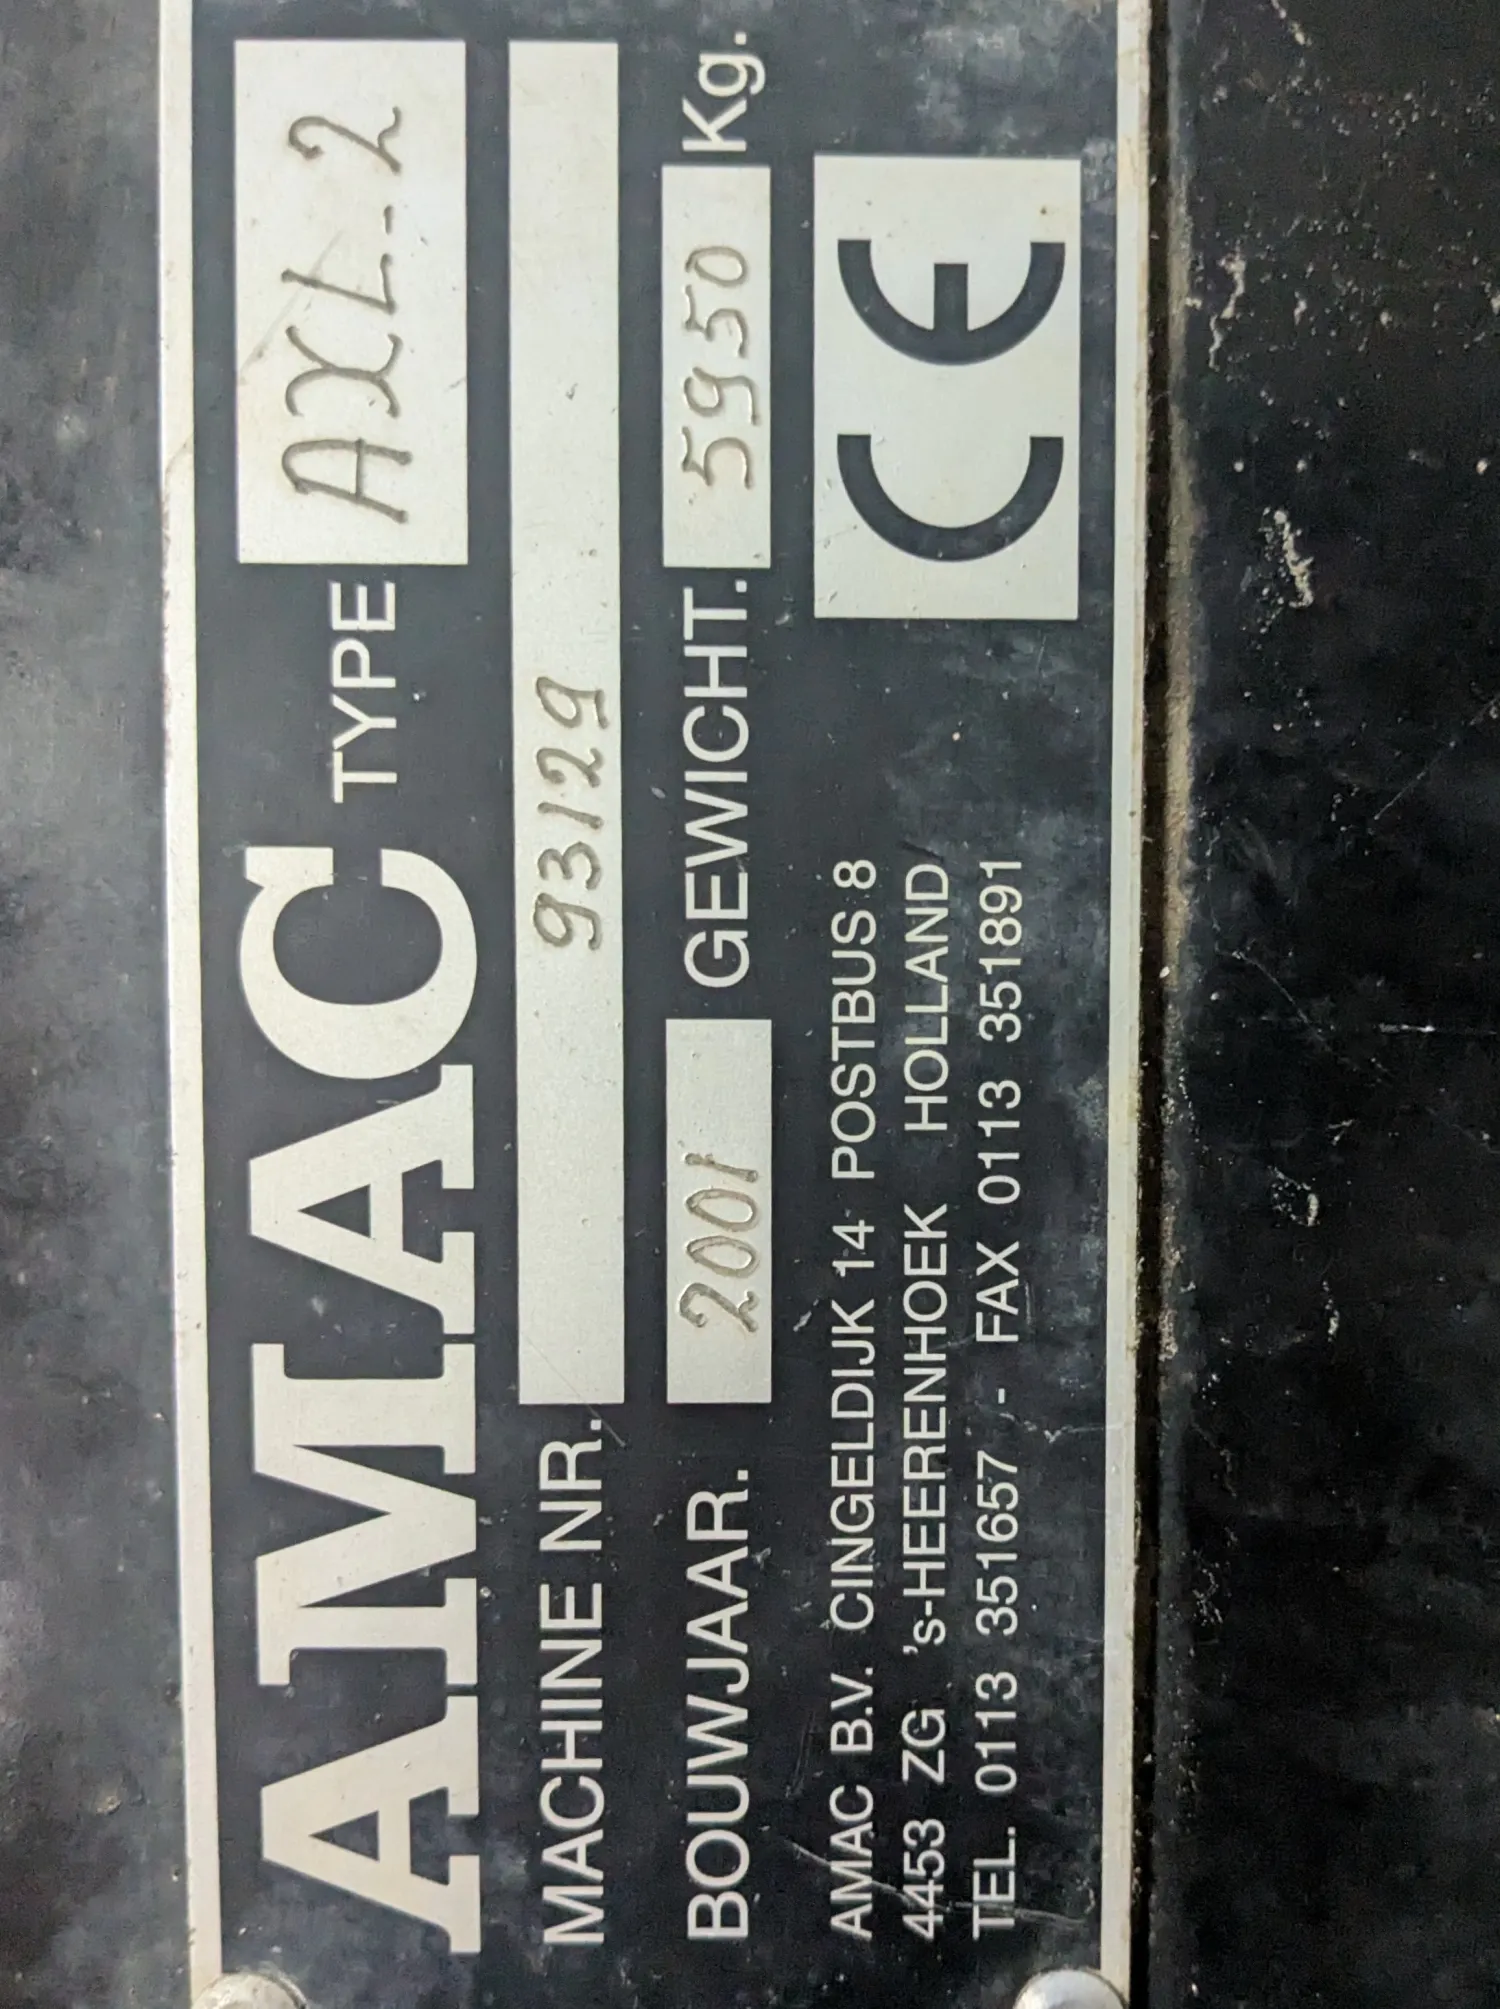 AMAC TYPE AXL-2
MACHINE NR. 93129
BOUWJAAR. 2001 GEWICHT. 5950 Kg.
AMAC B.V. CINGELDIJK 14 POSTBUS 8
4453 ZG 's-HEERENHOEK HOLLAND
TEL. 0113 351657 - FAX 0113 351891
CE